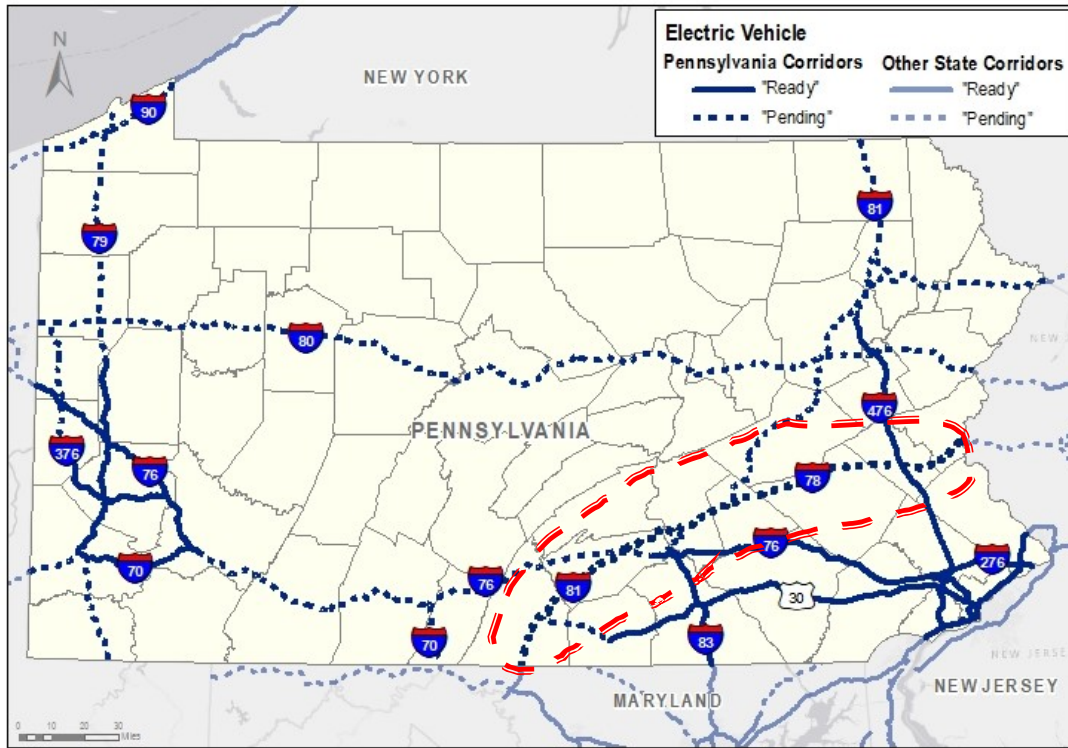 Electric Vehicle
Pennsylvania Corridors
Other State Corridors
"Ready"
"Ready"
"Pending"
"Pending"
N
NEW YORK
90
79
81
80
476
376
PENNSYLVANIA
76
78
76
276
70
76
81
30
70
83
NEW JERSEY
MARYLAND
NEW JERSEY
0 5 10 20 30
Miles